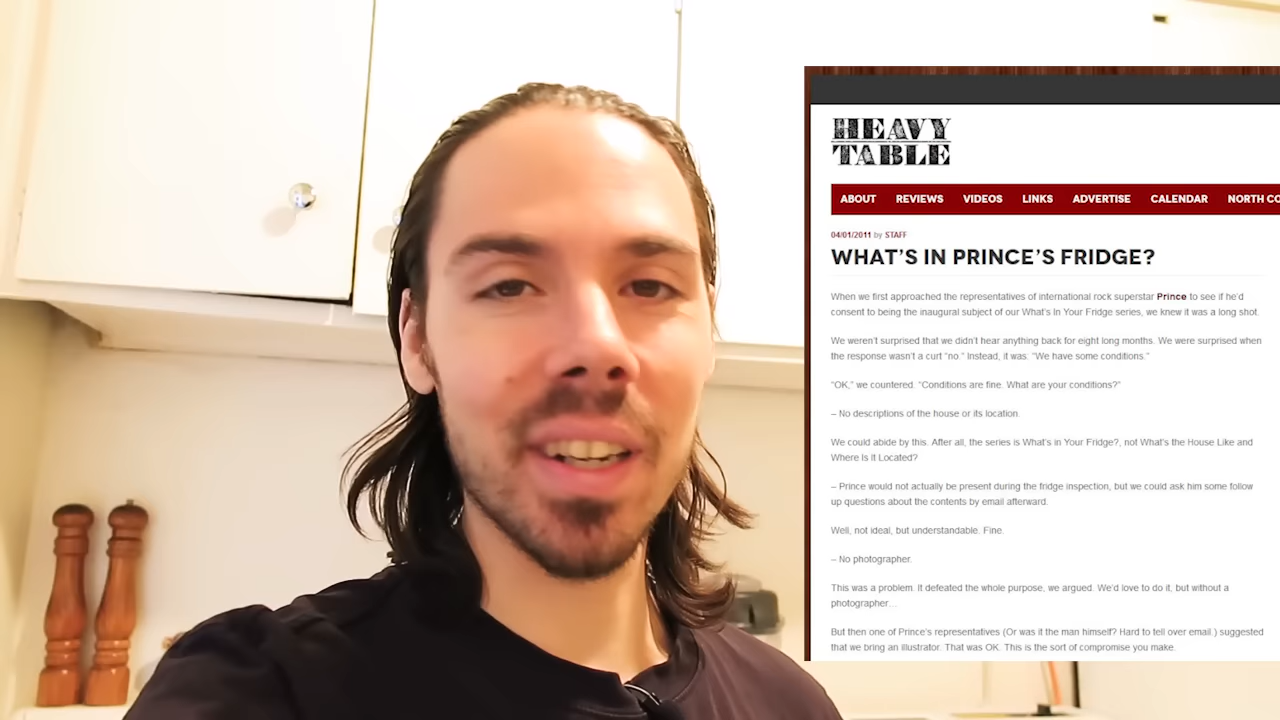 HEAVY
TABLE
ABOUT REVIEWS VIDEOS LINKS ADVERTISE CALENDAR NORTH CO
04/01/2011 by STAFF
WHAT'S IN PRINCE'S FRIDGE?
When we first approached the representatives of international rock superstar Prince to see if he'd
consent to being the inaugural subject of our What's In Your Fridge series, we knew it was a long shot.
We weren't surprised that we didn't hear anything back for eight long months. We were surprised when
the response wasn't a curt "no." Instead, it was: "We have some conditions."
"OK," we countered. "Conditions are fine. What are your conditions?"
– No descriptions of the house or its location.
We could abide by this. After all, the series is What's in Your Fridge?, not What's the House Like and
Where Is It Located?
– Prince would not actually be present during the fridge inspection, but we could ask him some follow
up questions about the contents by email afterward.
Well, not ideal, but understandable. Fine.
– No photographer.
This was a problem. It defeated the whole purpose, we argued. We'd love to do it, but without a
photographer…
But then one of Prince's representatives (Or was it the man himself? Hard to tell over email.) suggested
that we bring an illustrator. That was OK. This is the sort of compromise you make.